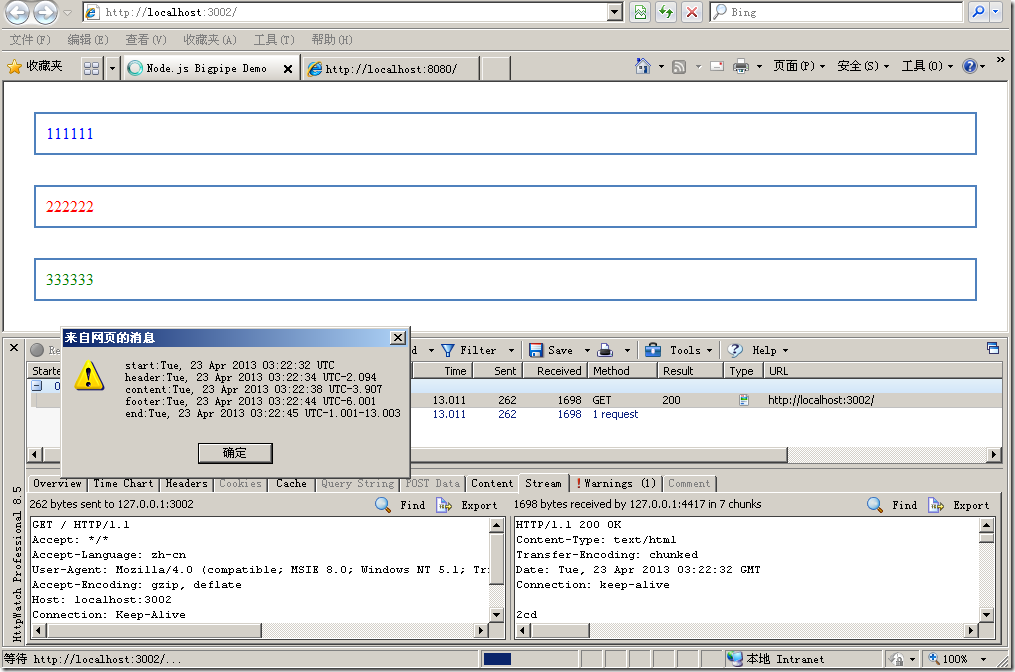 http://localhost:3002/
Bing
文件(F) 编辑(E) 查看(V) 收藏夹(A) 工具(T) 帮助(H)
收藏夹 Node.js Bigpipe Demo http://localhost:8080/ 页面(P) 安全(S) 工具(O)
111111
222222
333333
来自网页的消息
start:Tue, 23 Apr 2013 03:22:32 UTC
header:Tue, 23 Apr 2013 03:22:34 UTC-2.094
content:Tue, 23 Apr 2013 03:22:38 UTC-3.907
footer:Tue, 23 Apr 2013 03:22:44 UTC-6.001
end:Tue, 23 Apr 2013 03:22:45 UTC-1.001-13.003
确定
Filter Save Tools Help
Time Sent Received Method Result Type URL
13.011 262 1698 GET 200 http://localhost:3002/
13.011 262 1698 1 request
Overview Time Chart Headers Cookies Cache Query String POST Data Content Stream ! Warnings (1) Comment
262 bytes sent to 127.0.0.1:3002 Find Export
GET / HTTP/1.1
Accept: */*
Accept-Language: zh-cn
User-Agent: Mozilla/4.0 (compatible; MSIE 8.0; Windows NT 5.1; Tr
Accept-Encoding: gzip, deflate
Host: localhost:3002
Connection: Keep-Alive
1698 bytes received by 127.0.0.1:4417 in 7 chunks Find Export
HTTP/1.1 200 OK
Content-Type: text/html
Transfer-Encoding: chunked
Date: Tue, 23 Apr 2013 03:22:32 GMT
Connection: keep-alive
2cd
HttpWatch Professional 8.5
等待 http://localhost:3002/... 本地 Intranet 100%